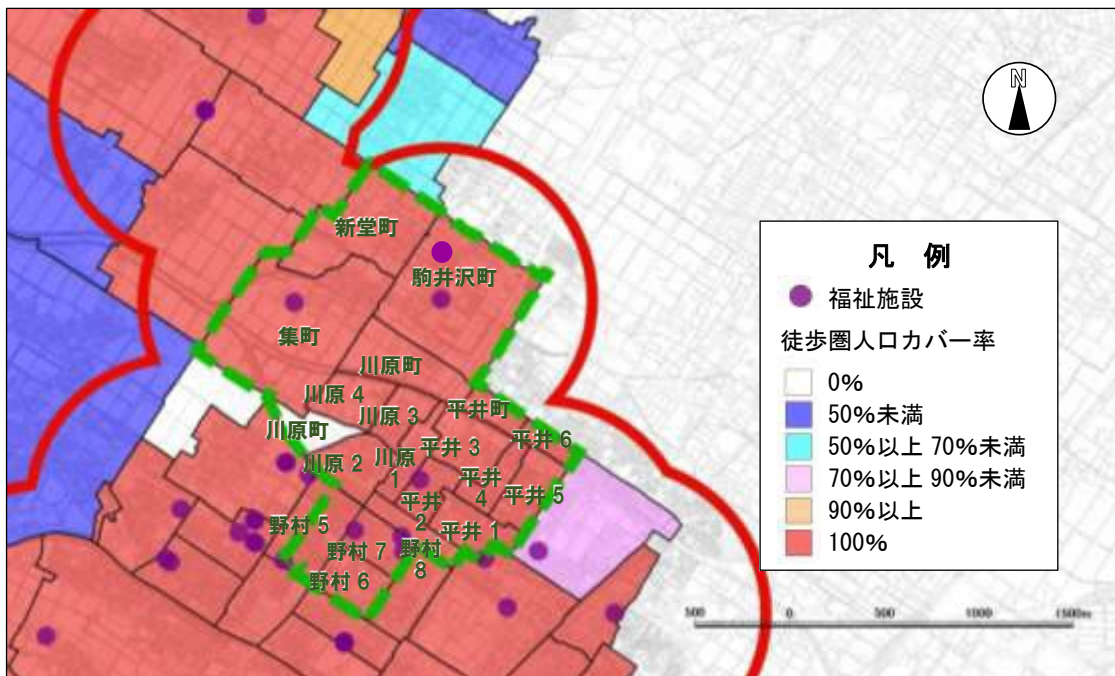 N
新堂町
駒井沢町
集町
川原町
川原 4
川原 3
平井町
川原町
平井 3
平井 6
川原 2
川原
1
平井
4
平井 5
平井
2
野村 5
平井 1
野村 7
野村
8
野村 6
凡 例
福祉施設
徒歩圏人口カバー率
0%
50%未満
50%以上 70%未満
70%以上 90%未満
90%以上
100%
500 0 500 1000 1500m